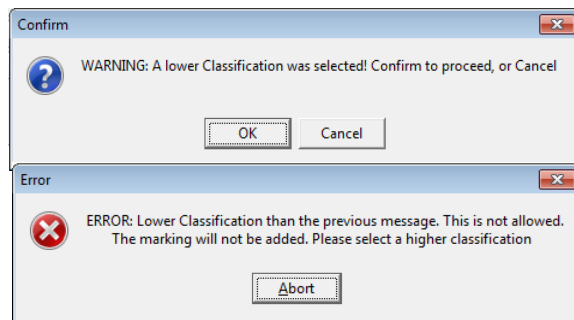 Confirm
WARNING: A lower Classification was selected! Confirm to proceed, or Cancel
OK
Cancel
Error
ERROR: Lower Classification than the previous message. This is not allowed.
The marking will not be added. Please select a higher classification
Abort